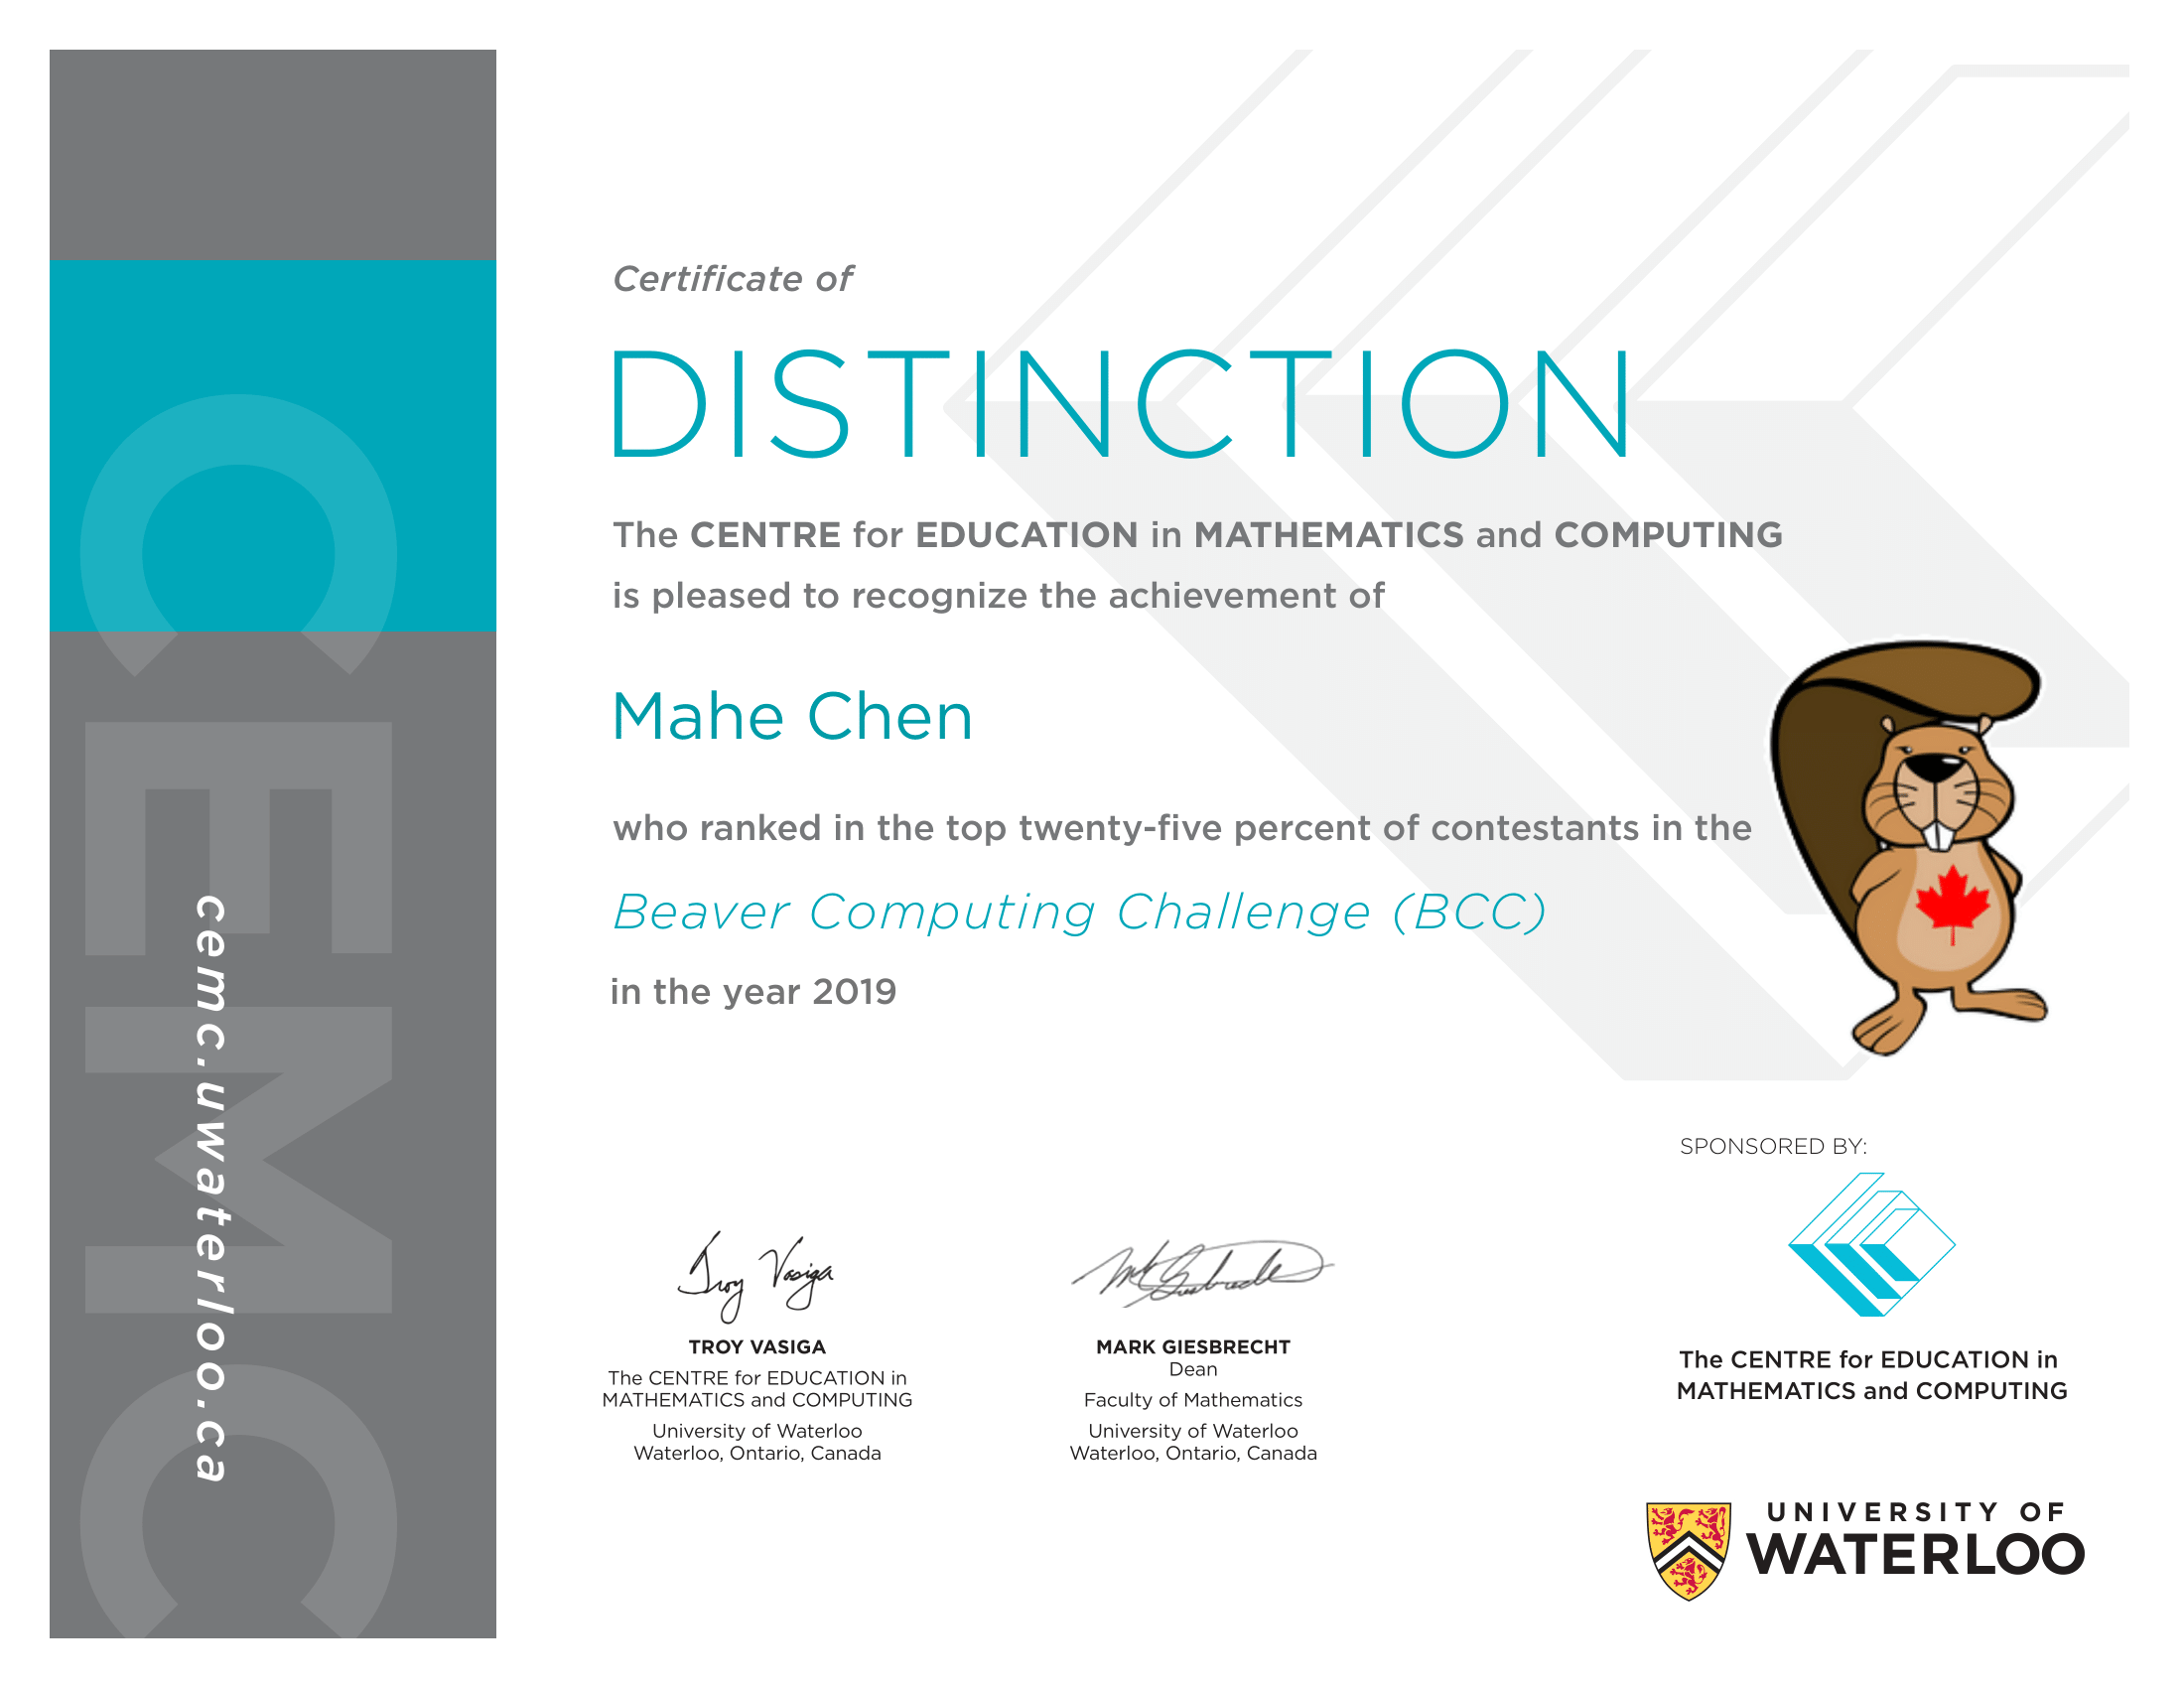 CEMC
cemc.uwaterloo.ca
Certificate of
DISTINCTION
The CENTRE for EDUCATION in MATHEMATICS and COMPUTING
is pleased to recognize the achievement of
Mahe Chen
who ranked in the top twenty-five percent of contestants in the
Beaver Computing Challenge (BCC)
in the year 2019
SPONSORED BY:
The CENTRE for EDUCATION in
MATHEMATICS and COMPUTING
Troy Vasiga
TROY VASIGA
The CENTRE for EDUCATION in
MATHEMATICS and COMPUTING
University of Waterloo
Waterloo, Ontario, Canada
MARK GIESBRECHT
Dean
Faculty of Mathematics
University of Waterloo
Waterloo, Ontario, Canada
UNIVERSITY OF
WATERLOO